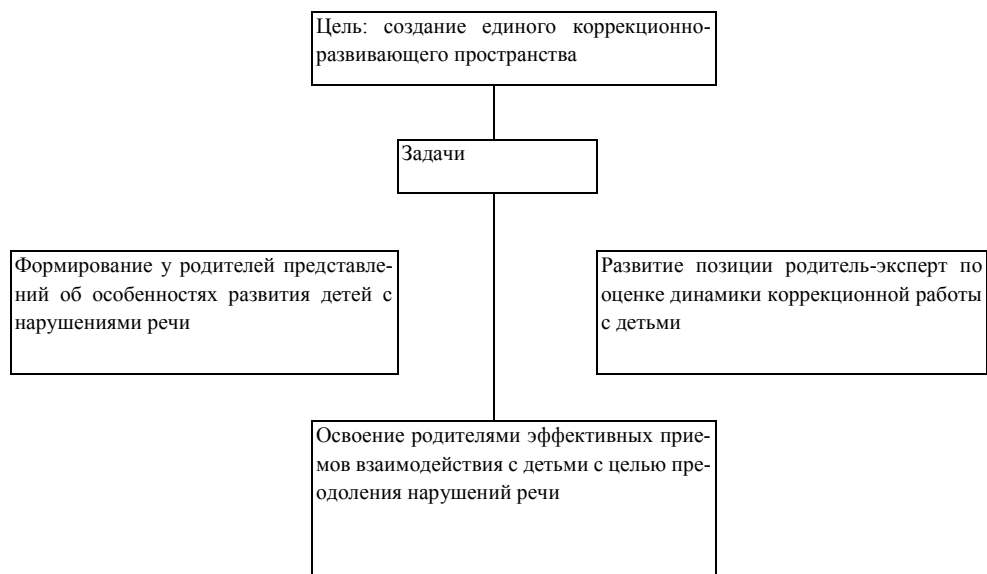 Цель: создание единого коррекционно-
развивающего пространства
Задачи
Формирование у родителей представле-
ний об особенностях развития детей с
нарушениями речи
Развитие позиции родитель-эксперт по
оценке динамики коррекционной работы
с детьми
Освоение родителями эффективных прие-
мов взаимодействия с детьми с целью пре-
одоления нарушений речи